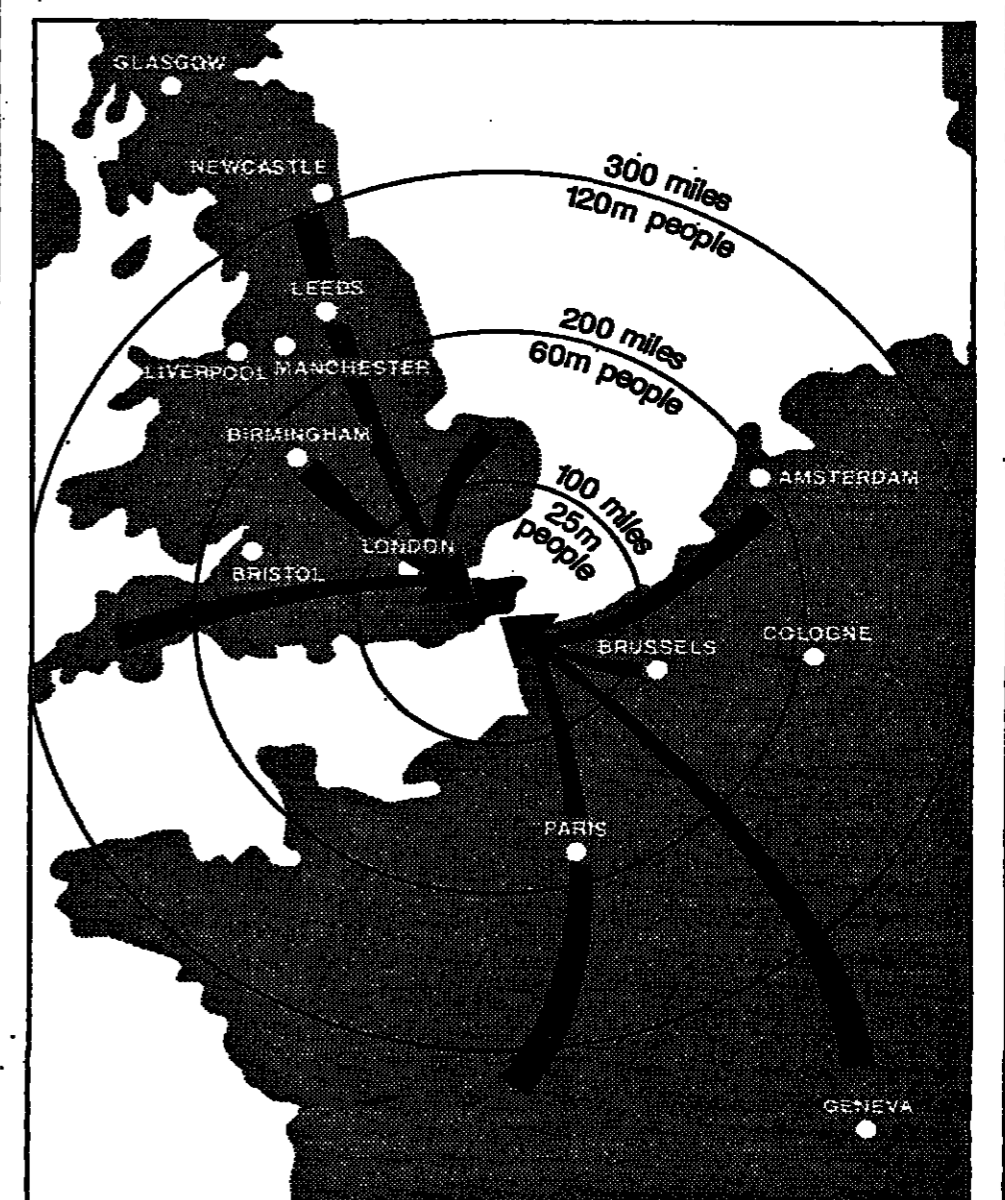 GLASGOW
NEWCASTLE
300 miles
120m people
LEEDS
200 miles
60m people
LIVERPOOL
MANCHESTER
BIRMINGHAM
100 miles
25m
people
AMSTERDAM
LONDON
BRISTOL
BRUSSELS
COLOGNE
PARIS
GENEVA